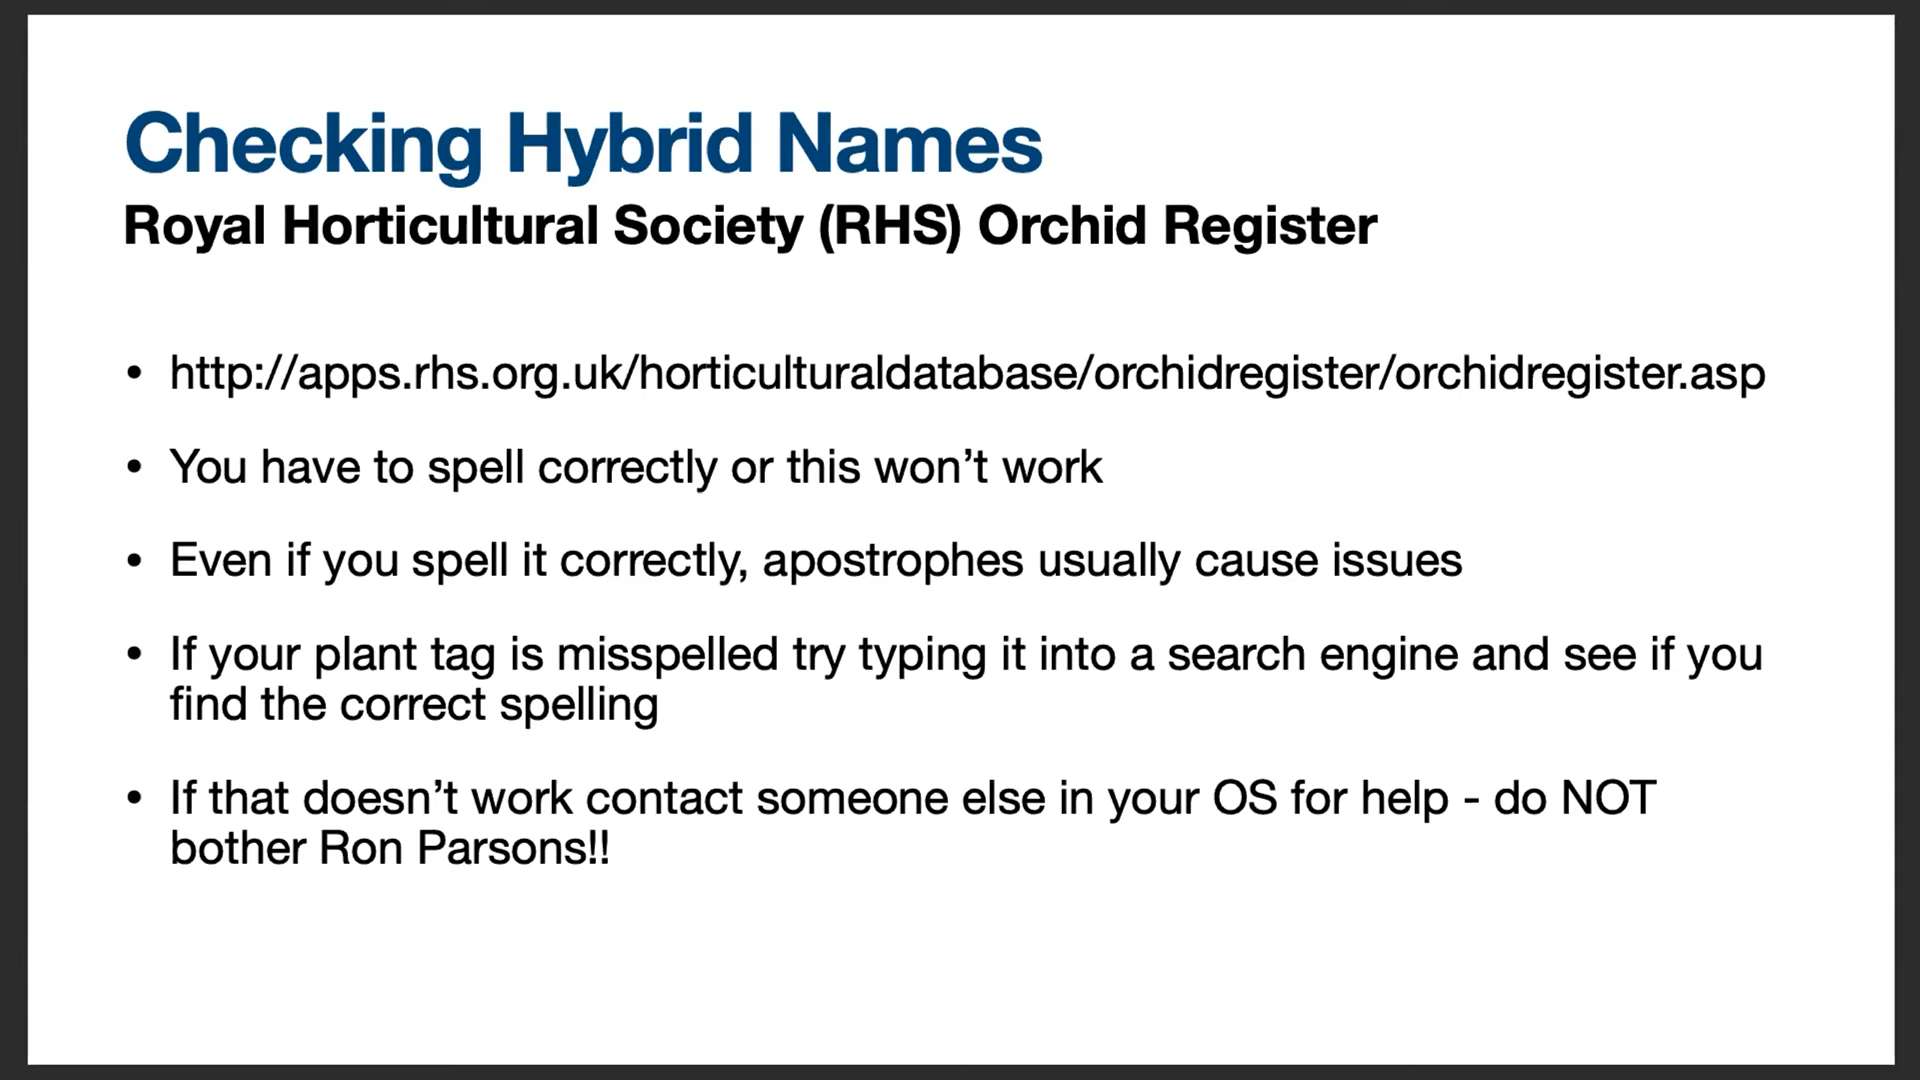 Checking Hybrid Names
Royal Horticultural Society (RHS) Orchid Register
• http://apps.rhs.org.uk/horticulturaldatabase/orchidregister/orchidregister.asp
• You have to spell correctly or this won’t work
• Even if you spell it correctly, apostrophes usually cause issues
• If your plant tag is misspelled try typing it into a search engine and see if you
find the correct spelling
• If that doesn’t work contact someone else in your OS for help - do NOT
bother Ron Parsons!!